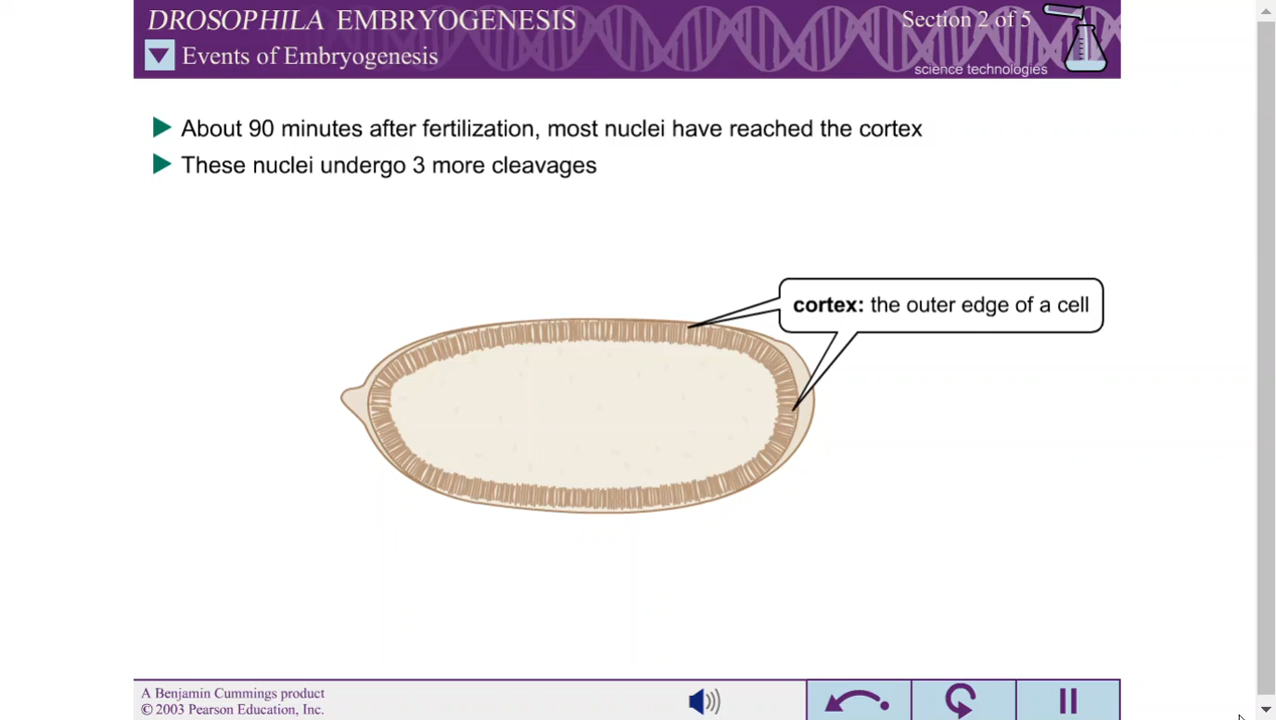 DROSOPHILA EMBRYOGENESIS
Section 2 of 5
Events of Embryogenesis
science technologies
About 90 minutes after fertilization, most nuclei have reached the cortex
These nuclei undergo 3 more cleavages
cortex: the outer edge of a cell
A Benjamin Cummings product
© 2003 Pearson Education, Inc.